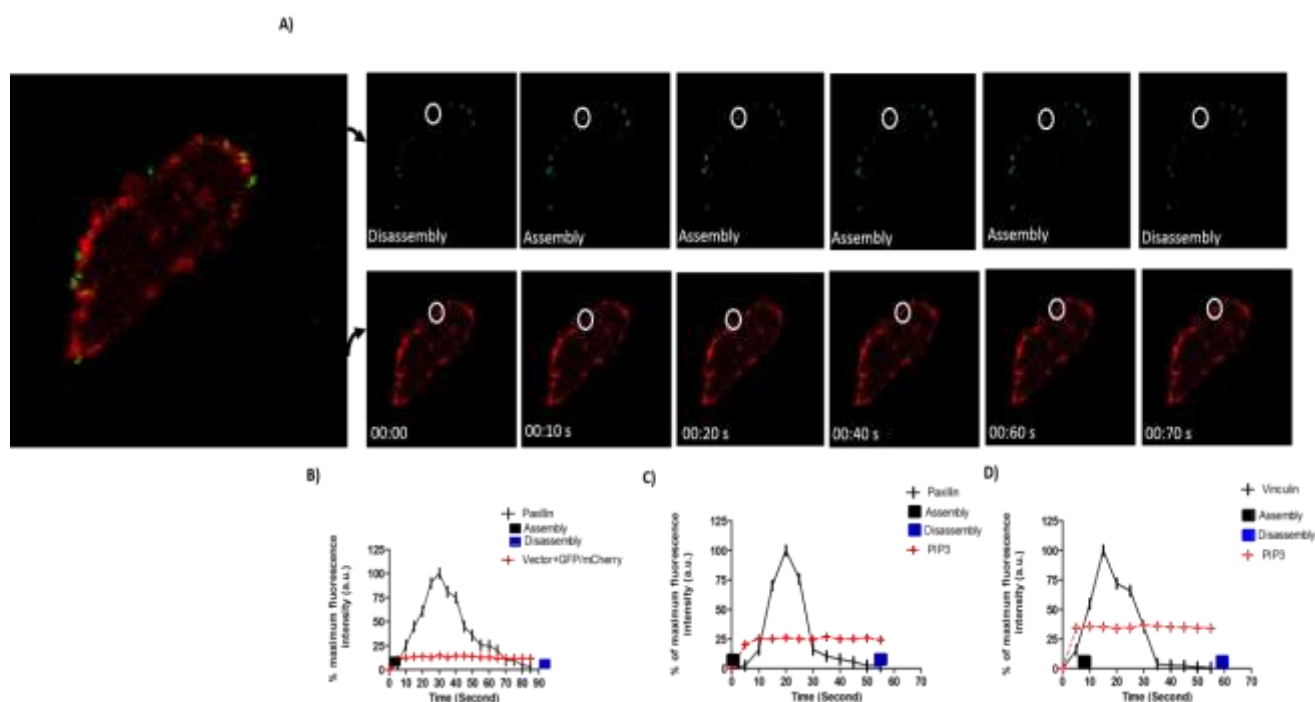 A)
Disassembly
Assembly
Assembly
Assembly
Assembly
Disassembly
00:00
00:10 s
00:20 s
00:40 s
00:60 s
00:70 s
B)
Paxillin
Assembly
Disassembly
Vector+GFP/mCherry
% maximum fluorescence
intensity (a.u.)
125
100
75
50
25
0
0 10 20 30 40 50 60 70 80 90
Time (Second)
C)
Paxillin
Assembly
Disassembly
PIP3
% of maximum fluorescence
intensity (a.u.)
125
100
75
50
25
0
0 10 20 30 40 50 60 70
Time (Second)
D)
Vinculin
Assembly
Disassembly
PIP3
% of maximum fluorescence
intensity (a.u.)
125
100
75
50
25
0
0 10 20 30 40 50 60 70
Time (Second)